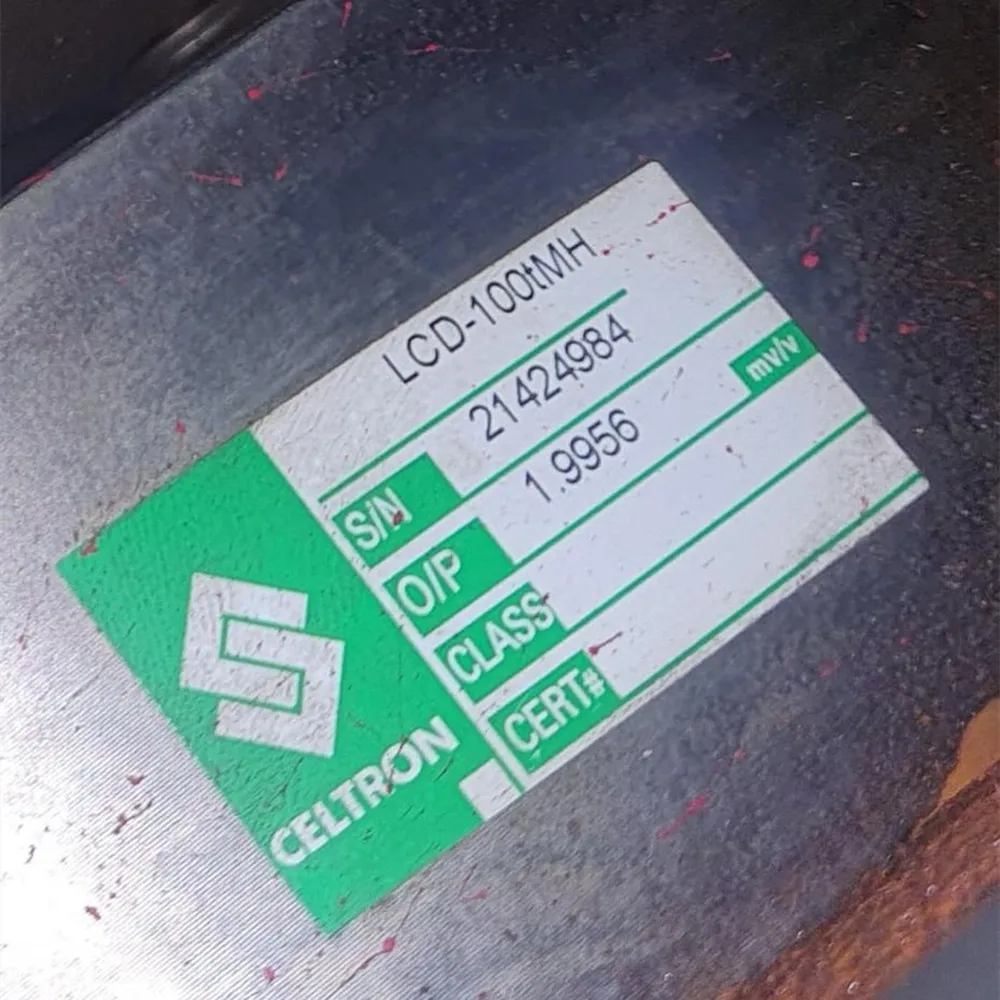 LCD-100tMH
S/N 21424984
O/P 1.9956 mv/v
CLASS
CERT#
CELTRON